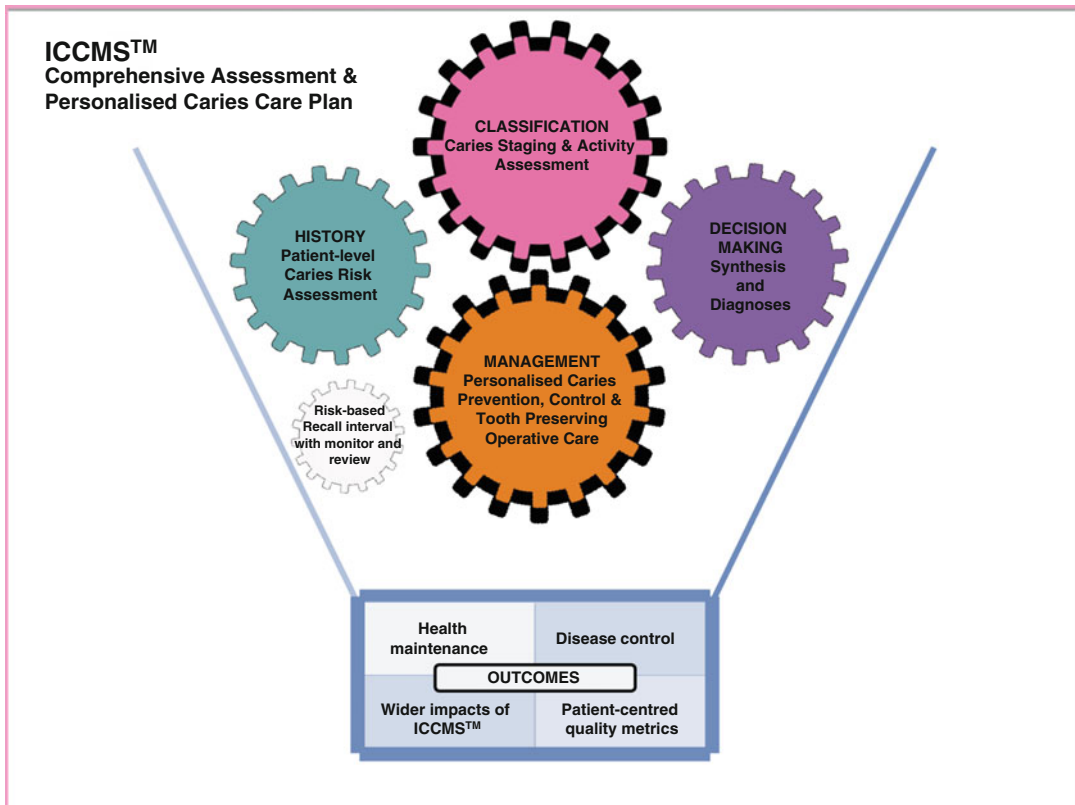 ICCMS™
Comprehensive Assessment &
Personalised Caries Care Plan
CLASSIFICATION
Caries Staging & Activity
Assessment
HISTORY
Patient-level
Caries Risk
Assessment
DECISION
MAKING
Synthesis
and
Diagnoses
MANAGEMENT
Personalised Caries
Prevention, Control &
Tooth Preserving
Operative Care
Risk-based
Recall interval
with monitor and
review
Health
maintenance
Disease control
OUTCOMES
Wider impacts of
ICCMS™
Patient-centred
quality metrics